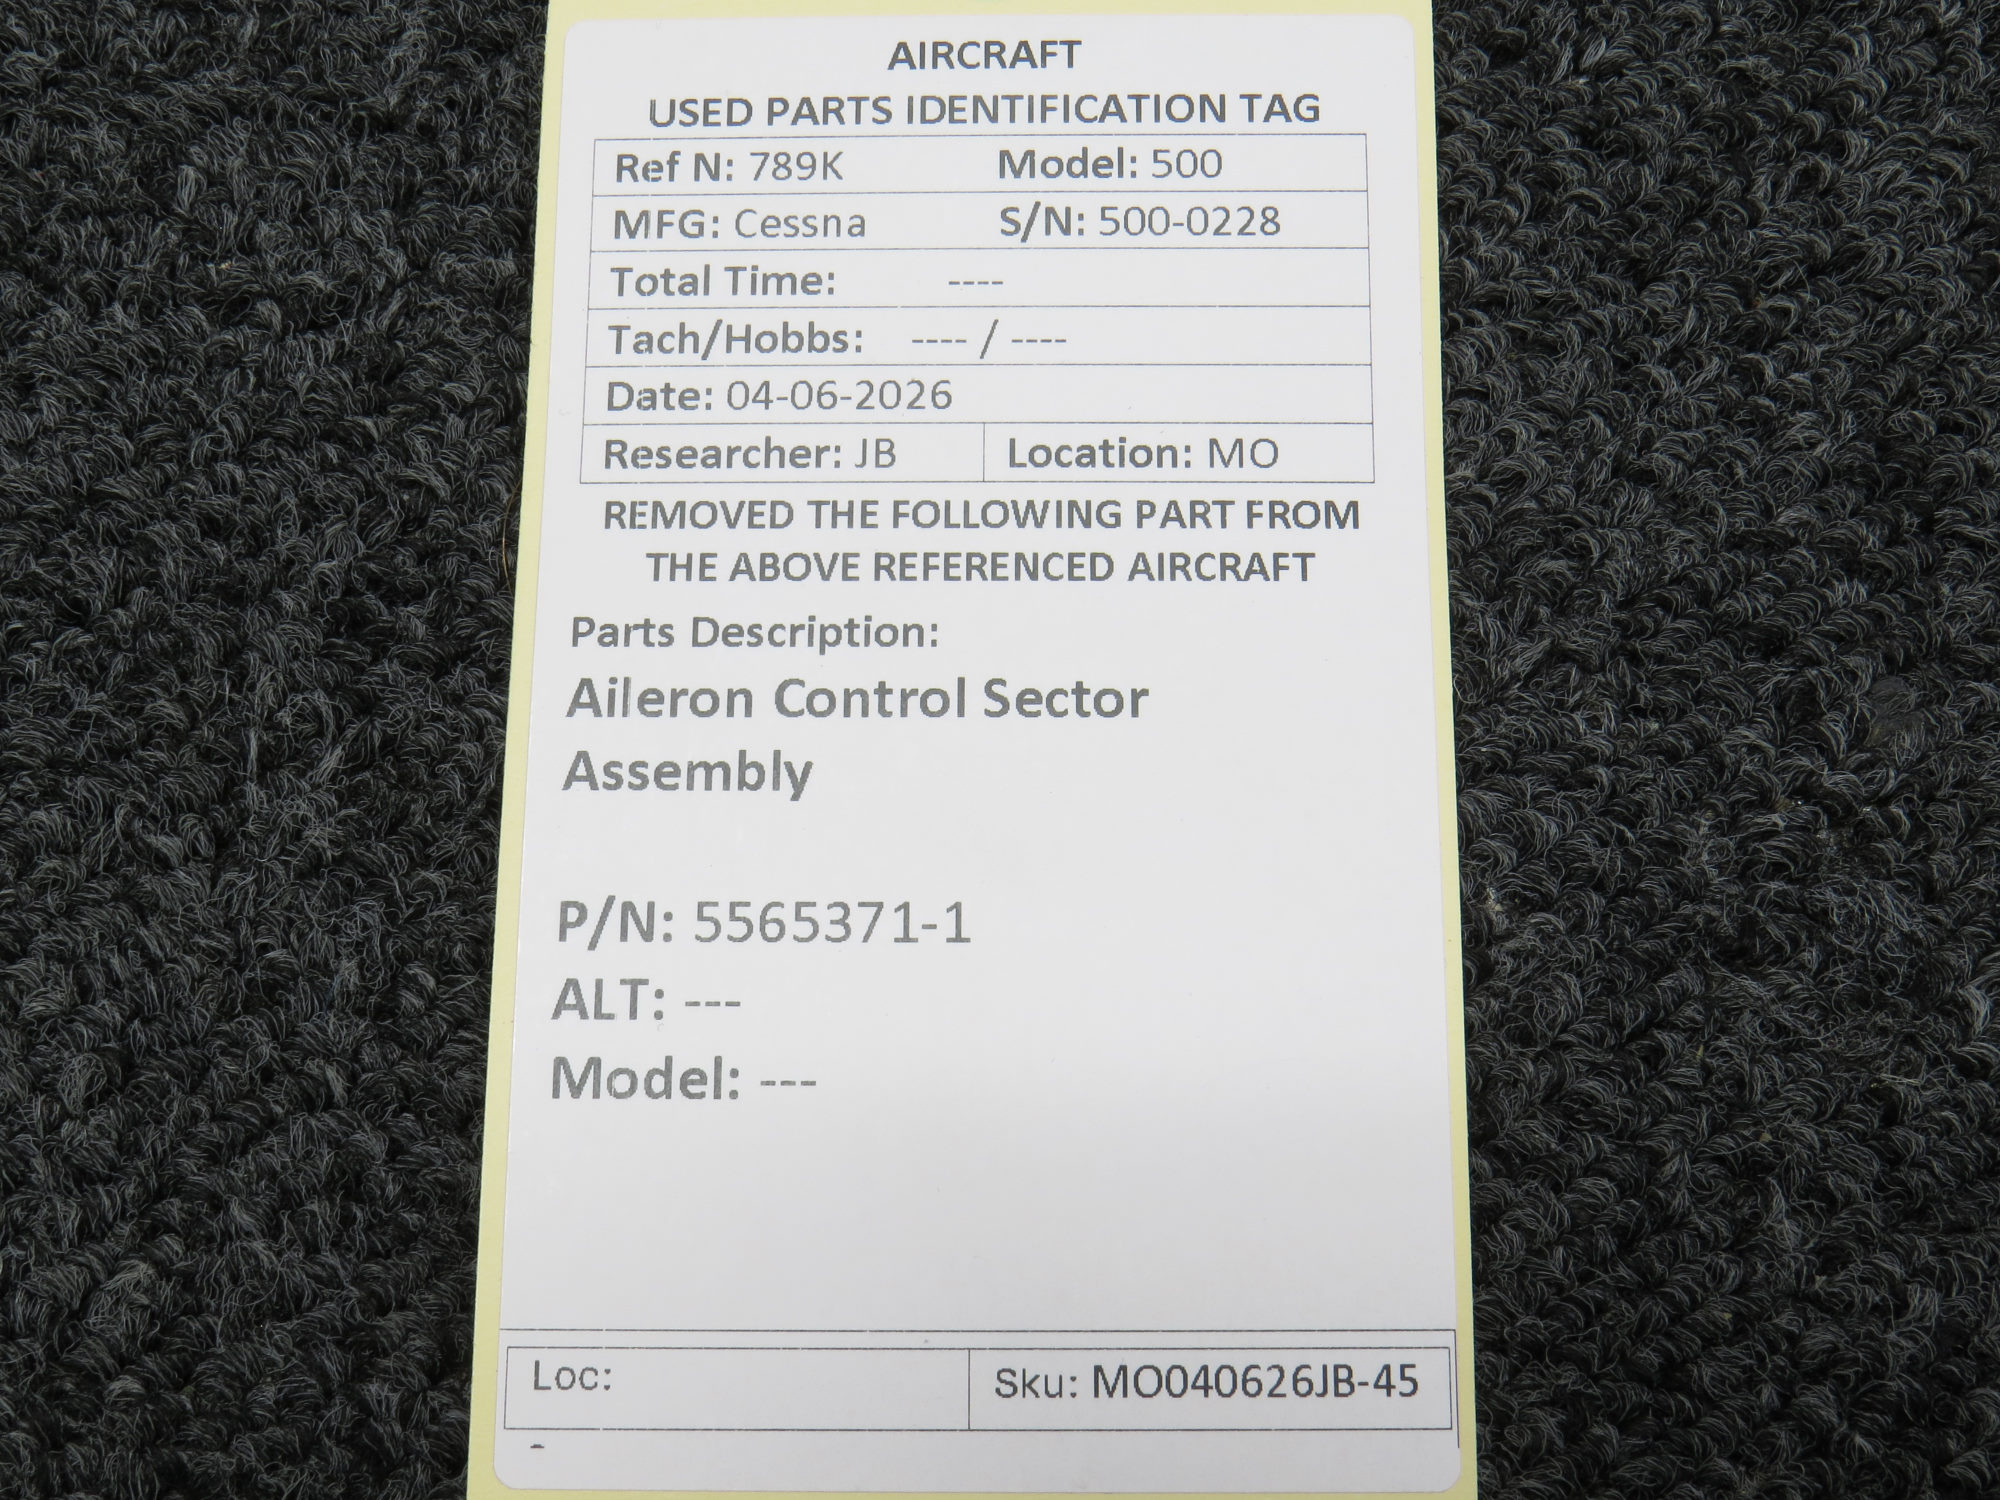 AIRCRAFT
USED PARTS IDENTIFICATION TAG
Ref N: 789K Model: 500
MFG: Cessna S/N: 500-0228
Total Time: ----
Tach/Hobbs: ---- / ----
Date: 04-06-2026
Researcher: JB Location: MO
REMOVED THE FOLLOWING PART FROM
THE ABOVE REFERENCED AIRCRAFT
Parts Description:
Aileron Control Sector
Assembly
P/N: 5565371-1
ALT: ---
Model: ---
Loc: Sku: MO040626JB-45